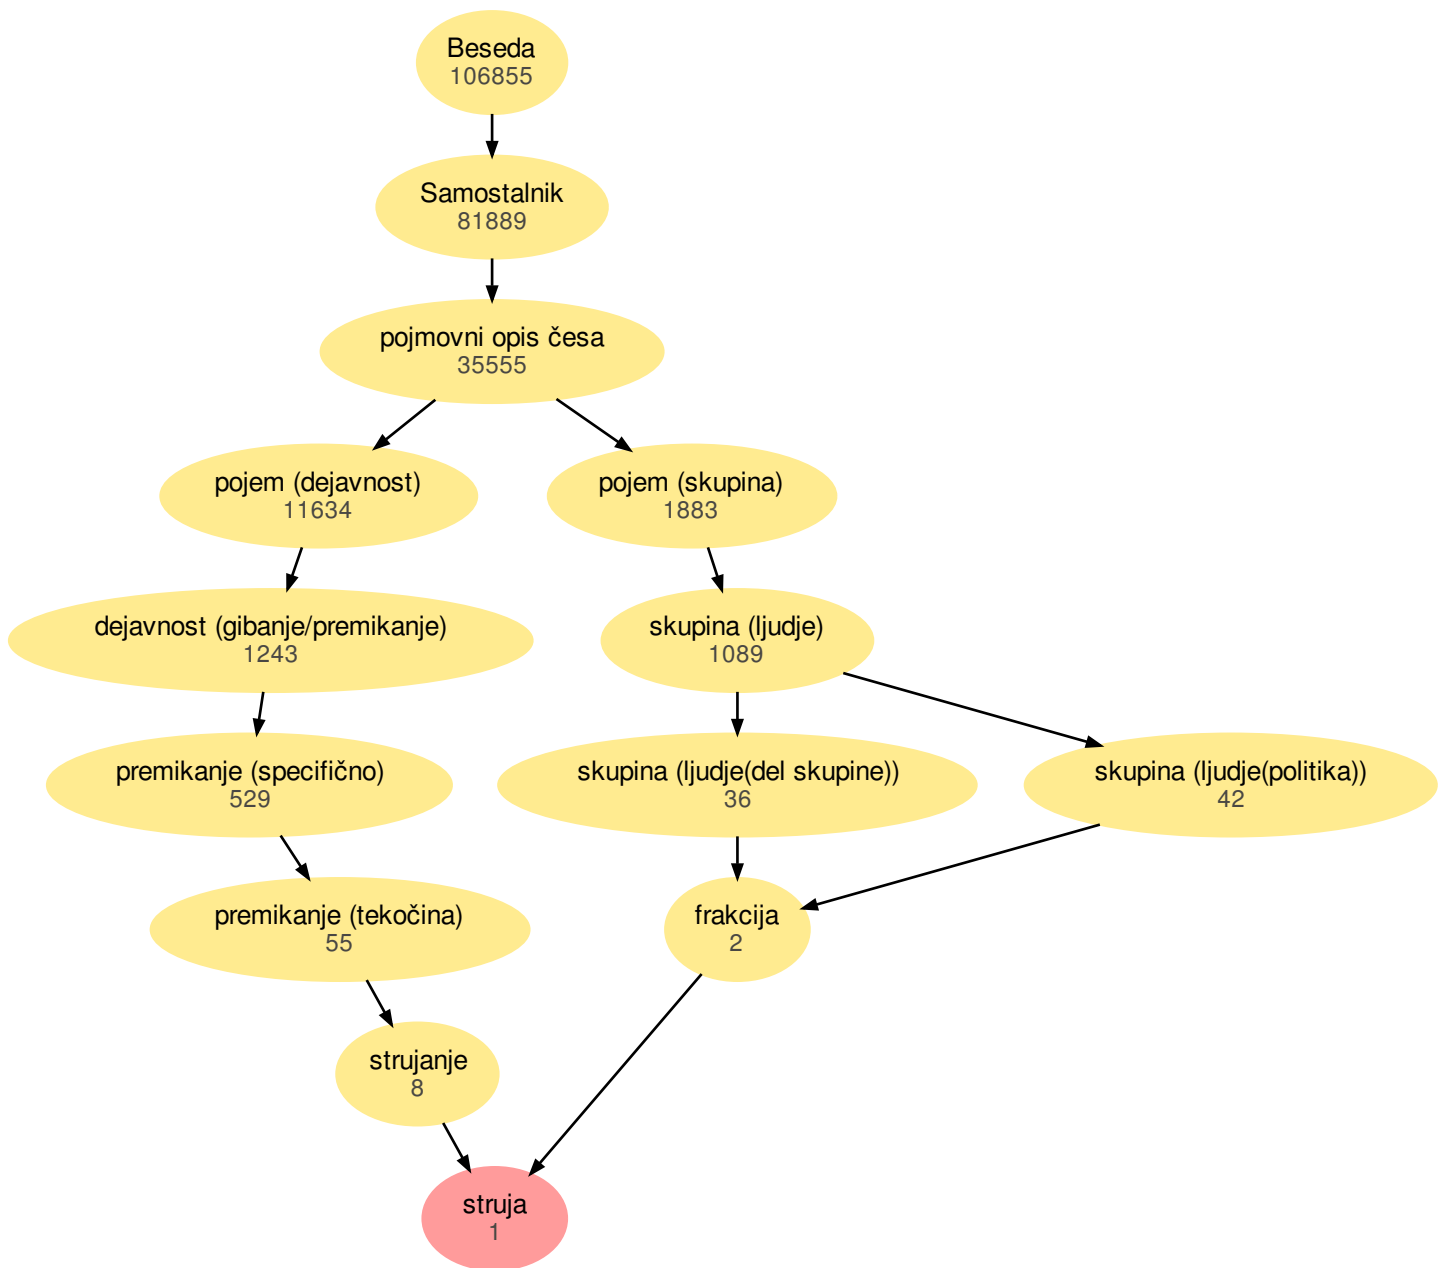 Beseda
106855
Samostalnik
81889
pojmovni opis česa
35555
pojem (dejavnost)
11634
pojem (skupina)
1883
dejavnost (gibanje/premikanje)
1243
skupina (ljudje)
1089
premikanje (specifično)
529
skupina (ljudje(del skupine))
36
skupina (ljudje(politika))
42
premikanje (tekočina)
55
frakcija
2
strujanje
8
struja
1